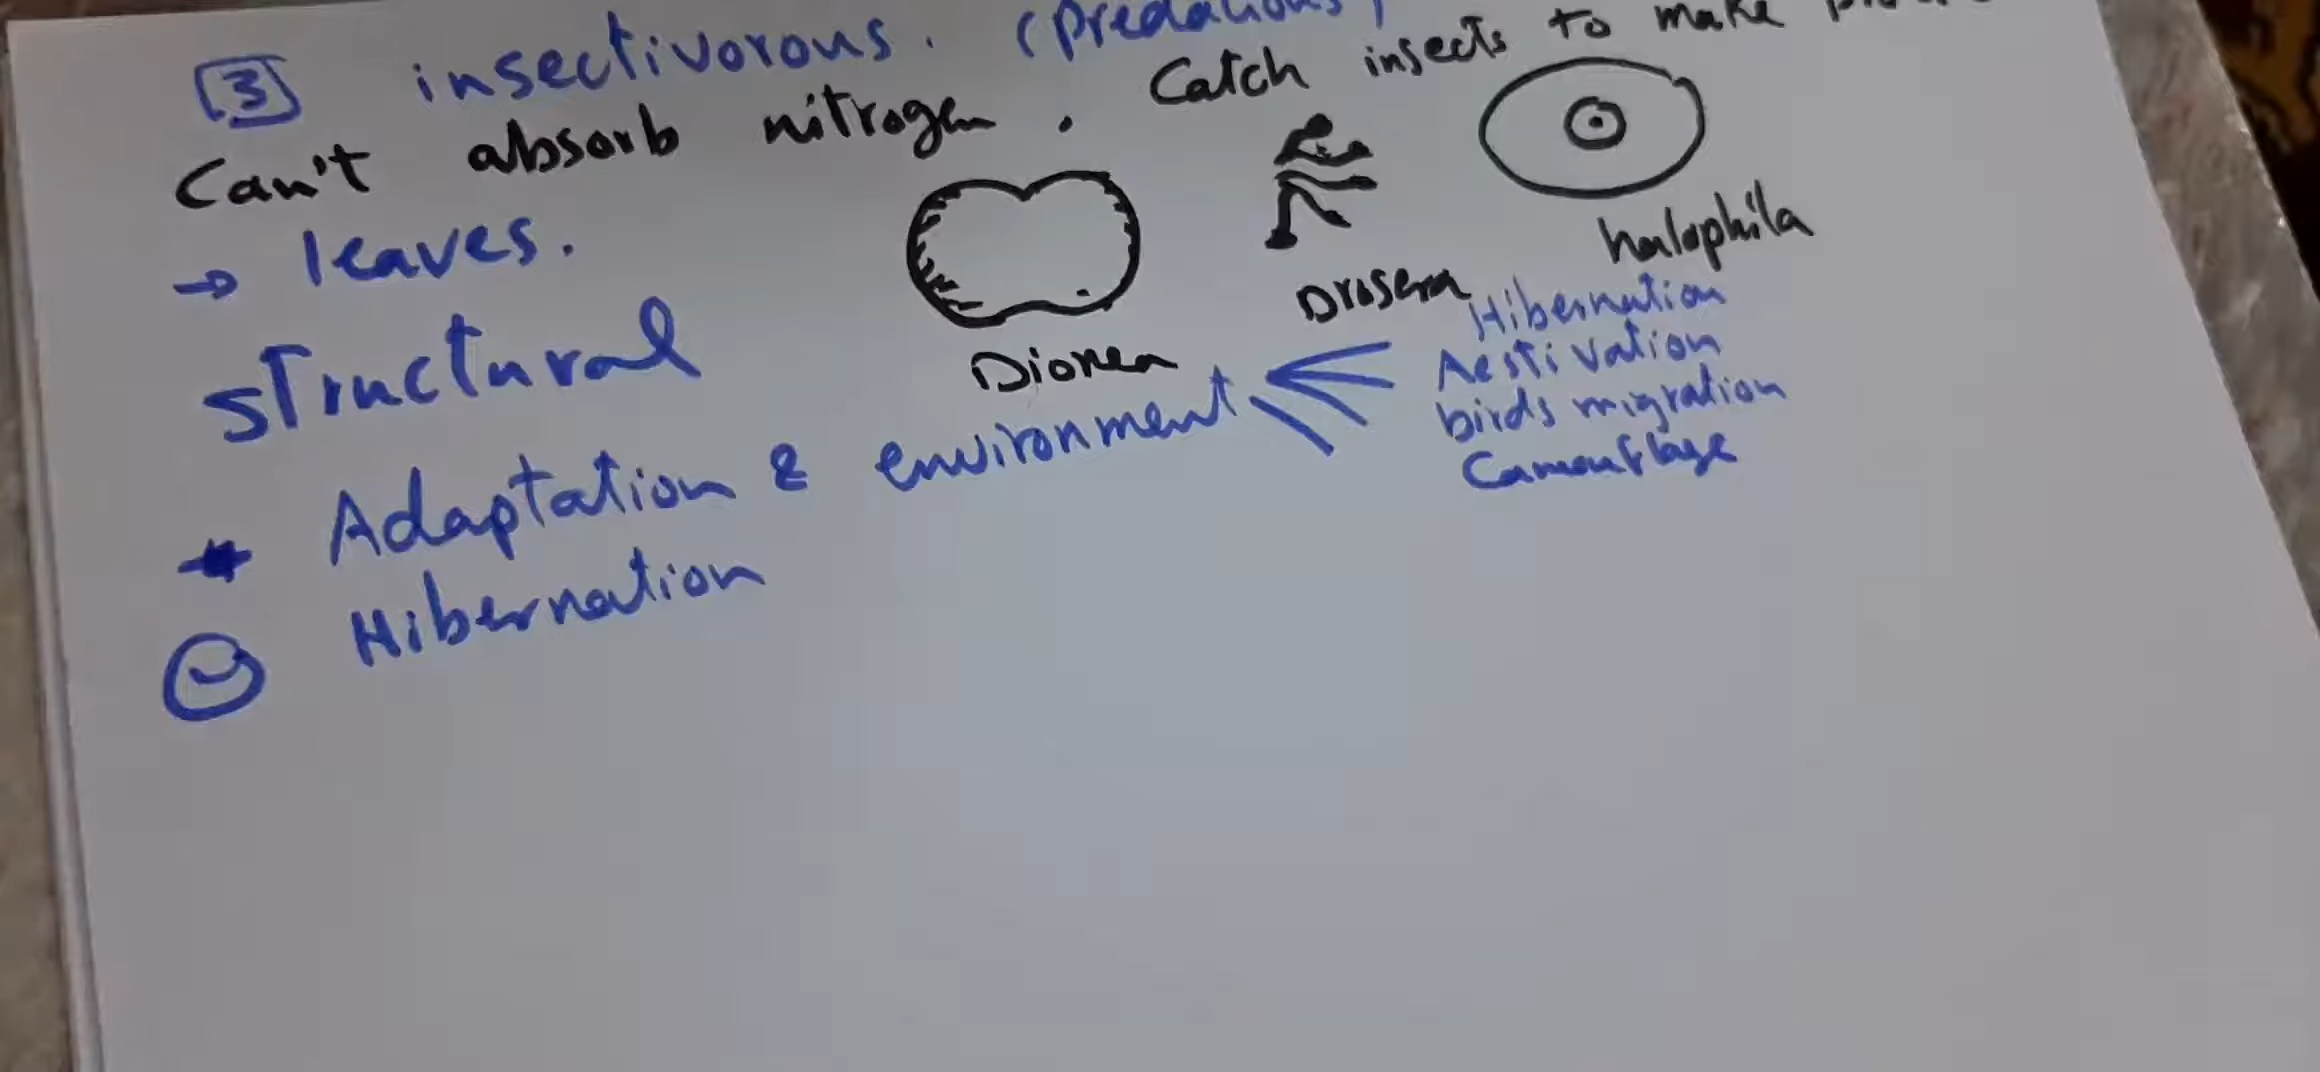 3 insectivorous. (Predatious)
Can't absorb nitrogen. Catch insects to make
→ leaves.
Dionea
Drosera
halophila
structural
Adaptation & environment
Hibernation
Aestivation
birds migration
Camouflage
Hibernation